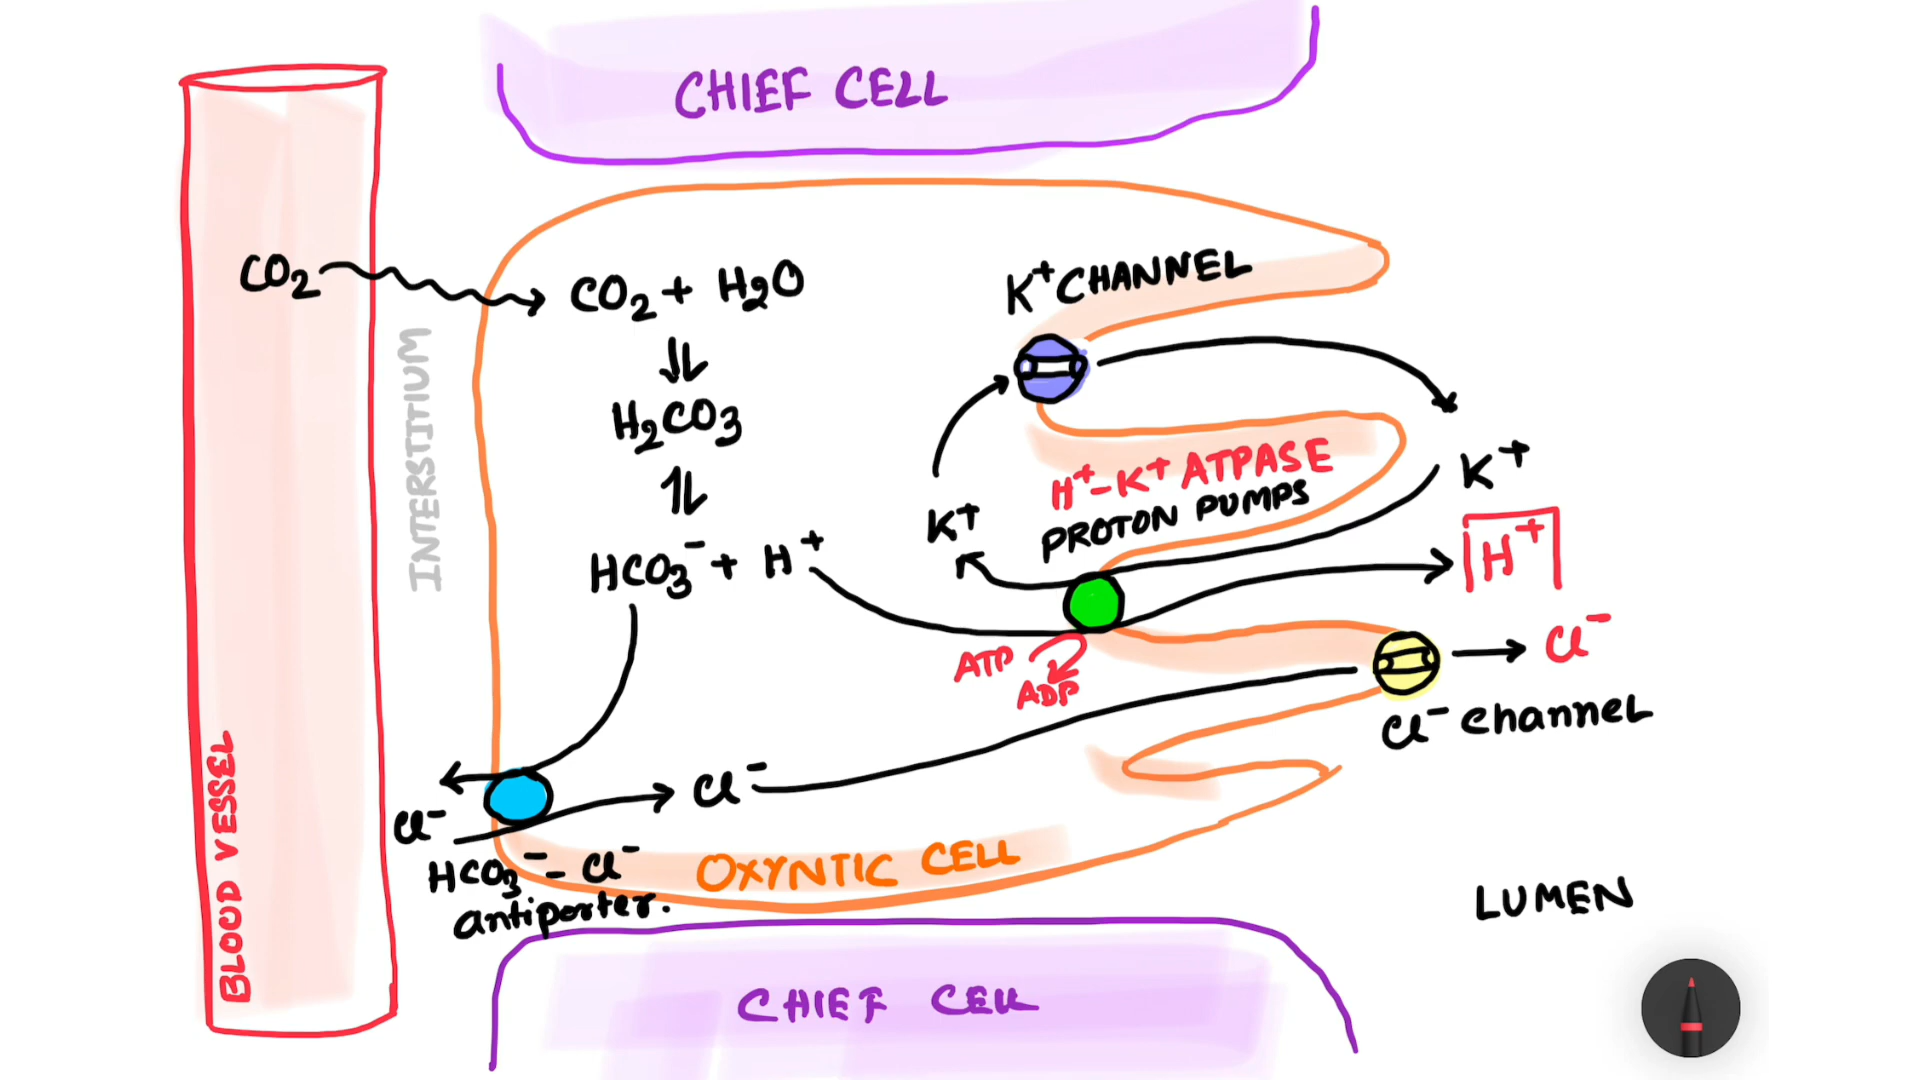 CHIEF CELL
CO2
CO2 + H2O
K+ CHANNEL
INTERSTITIUM
H2CO3
K+
H+-K+ ATPASE
PROTON PUMPS
K+
HCO3- + H+
H+
ATP
ADP
Cl-
Cl- channel
Cl-
Cl-
HCO3- - Cl-
antiporter.
OXYNTIC CELL
BLOOD VESSEL
LUMEN
CHIEF CELL